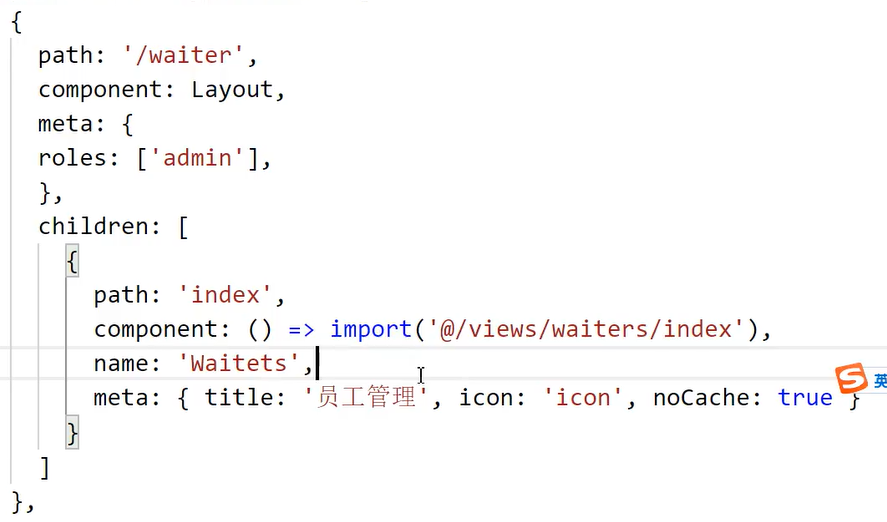 {
path: '/waiter',
component: Layout,
meta: {
roles: ['admin'],
},
children: [
{
path: 'index',
component: () => import('@/views/waiters/index'),
name: 'Waitets',
meta: { title: '员工管理', icon: 'icon', noCache: true }
}
]
},
S 英